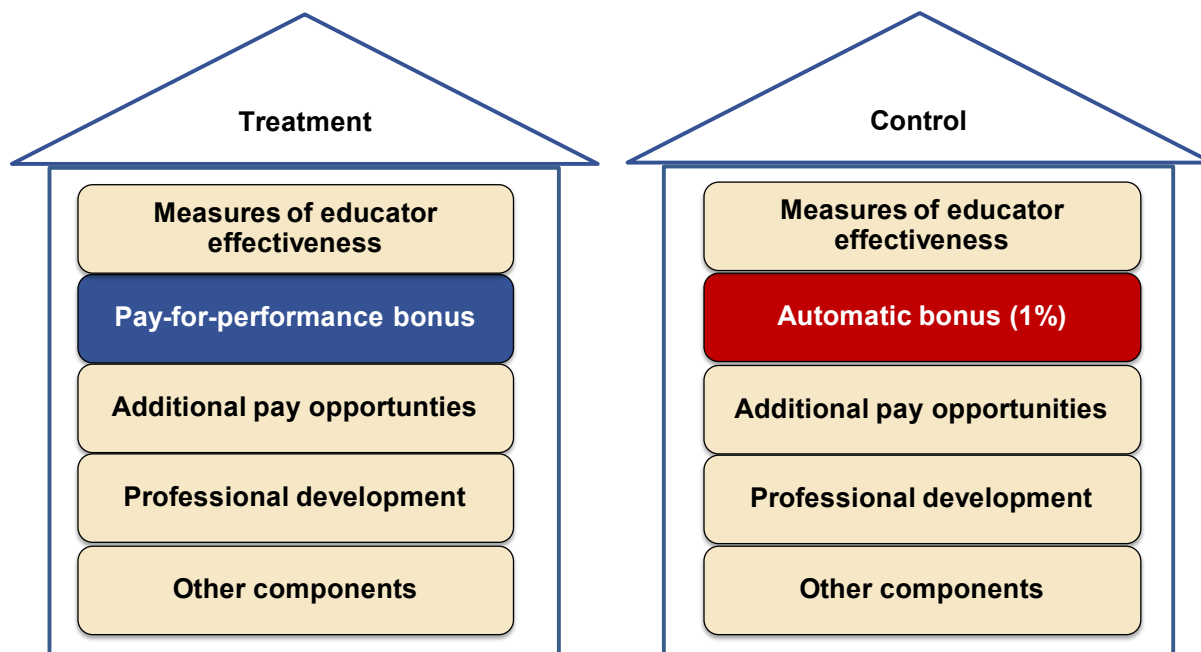 Treatment
Measures of educator
effectiveness
Pay-for-performance bonus
Additional pay opportunties
Professional development
Other components
Control
Measures of educator
effectiveness
Automatic bonus (1%)
Additional pay opportunities
Professional development
Other components